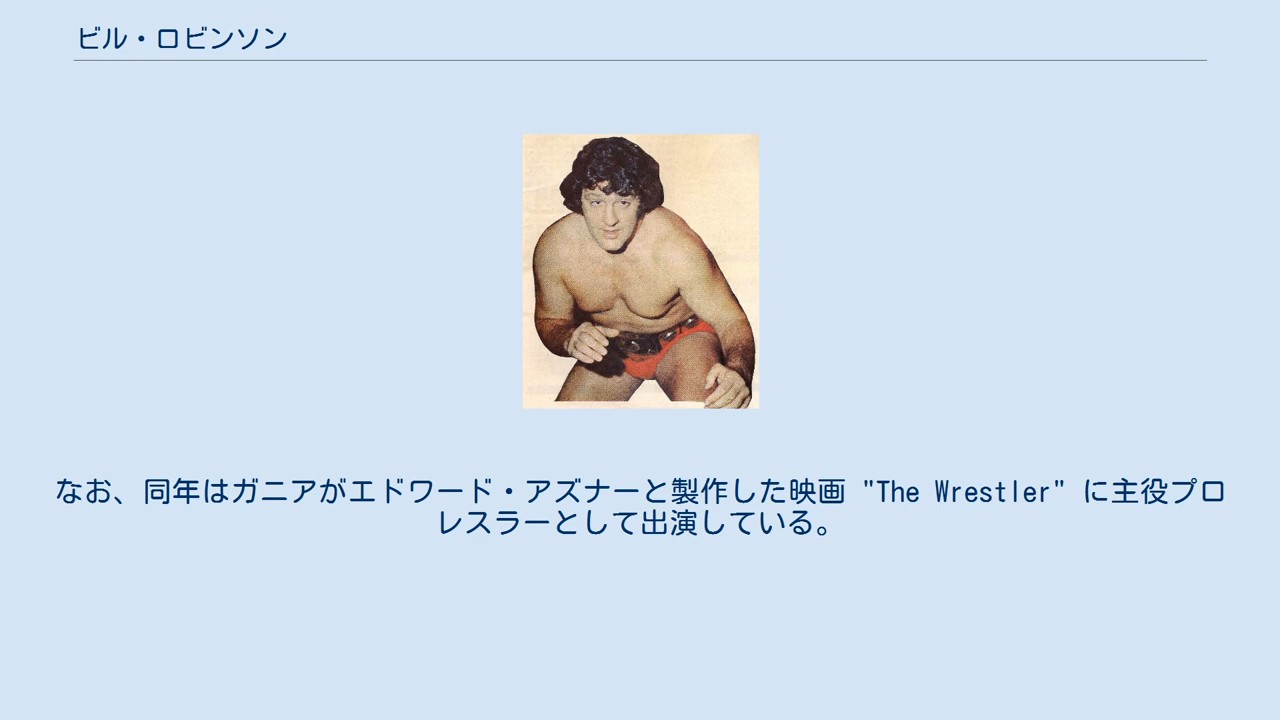 ビル・ロビンソン
なお、同年はガニアがエドワード・アズナーと製作した映画 "The Wrestler" に主役プロ
レスラーとして出演している。